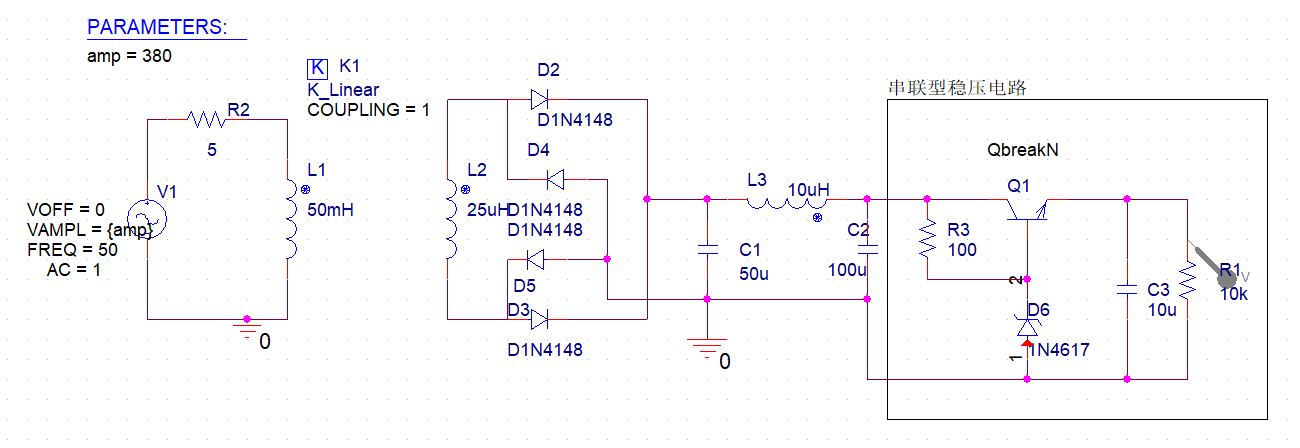 PARAMETERS:
amp = 380
K K1
K_Linear
COUPLING = 1
R2
5
V1
VOFF = 0
VAMPL = {amp}
FREQ = 50
AC = 1
L1
50mH
0
L2
25uH
D2
D1N4148
D4
D1N4148
D1N4148
D5
D3
D1N4148
L3
10uH
C1
50u
0
C2
100u
串联型稳压电路
QbreakN
Q1
R3
100
2
D6
1N4617
1
C3
10u
R1
10k
V